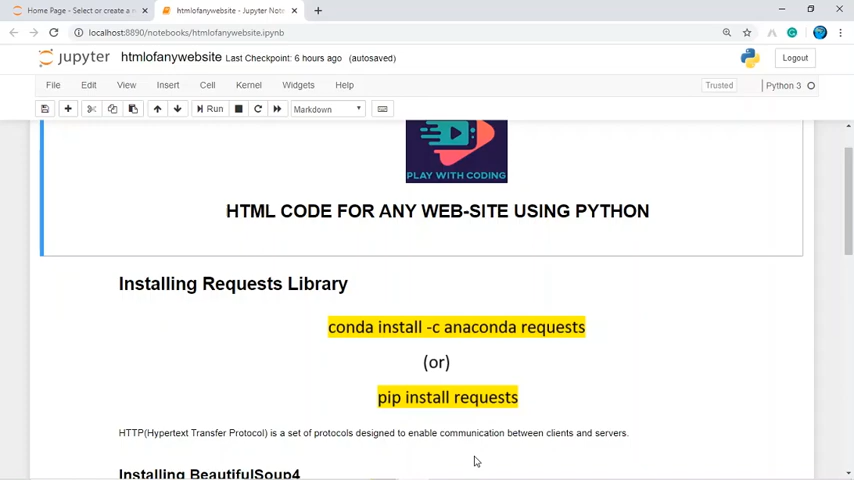 Home Page - Select or create a n
htmlofanywebsite - Jupyter Note
localhost:8890/notebooks/htmlofanywebsite.ipynb
jupyter htmlofanywebsite Last Checkpoint: 6 hours ago (autosaved)
Logout
File Edit View Insert Cell Kernel Widgets Help
Trusted
Python 3
Run
Markdown
PLAY WITH CODING
HTML CODE FOR ANY WEB-SITE USING PYTHON
Installing Requests Library
conda install -c anaconda requests
(or)
pip install requests
HTTP(Hypertext Transfer Protocol) is a set of protocols designed to enable communication between clients and servers.
Installing BeautifulSoup4